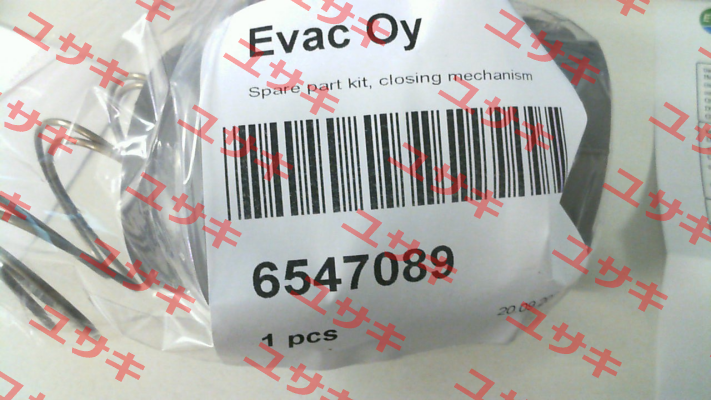 Evac Oy
Spare part kit, closing mechanism
6547089
1 pcs
ユサキ